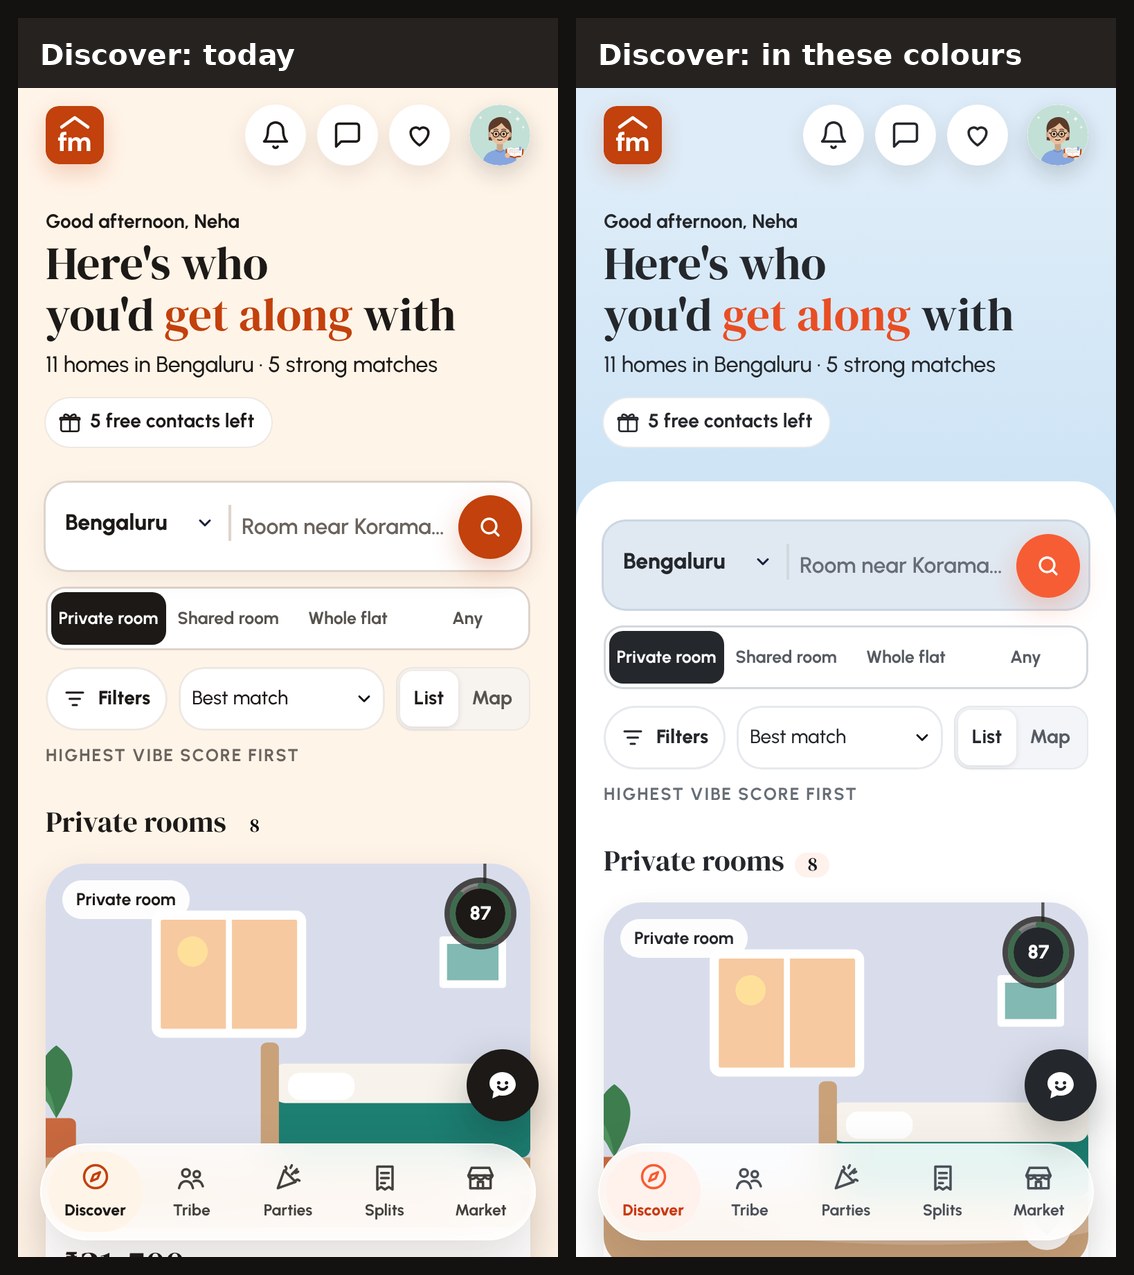 Discover: today
fm
Good afternoon, Neha
Here's who
you'd get along with
11 homes in Bengaluru · 5 strong matches
5 free contacts left
Bengaluru
Room near Korama...
Private room
Shared room
Whole flat
Any
Filters
Best match
List
Map
HIGHEST VIBE SCORE FIRST
Private rooms 8
Private room
87
Discover
Tribe
Parties
Splits
Market
Discover: in these colours
fm
Good afternoon, Neha
Here's who
you'd get along with
11 homes in Bengaluru · 5 strong matches
5 free contacts left
Bengaluru
Room near Korama...
Private room
Shared room
Whole flat
Any
Filters
Best match
List
Map
HIGHEST VIBE SCORE FIRST
Private rooms 8
Private room
87
Discover
Tribe
Parties
Splits
Market